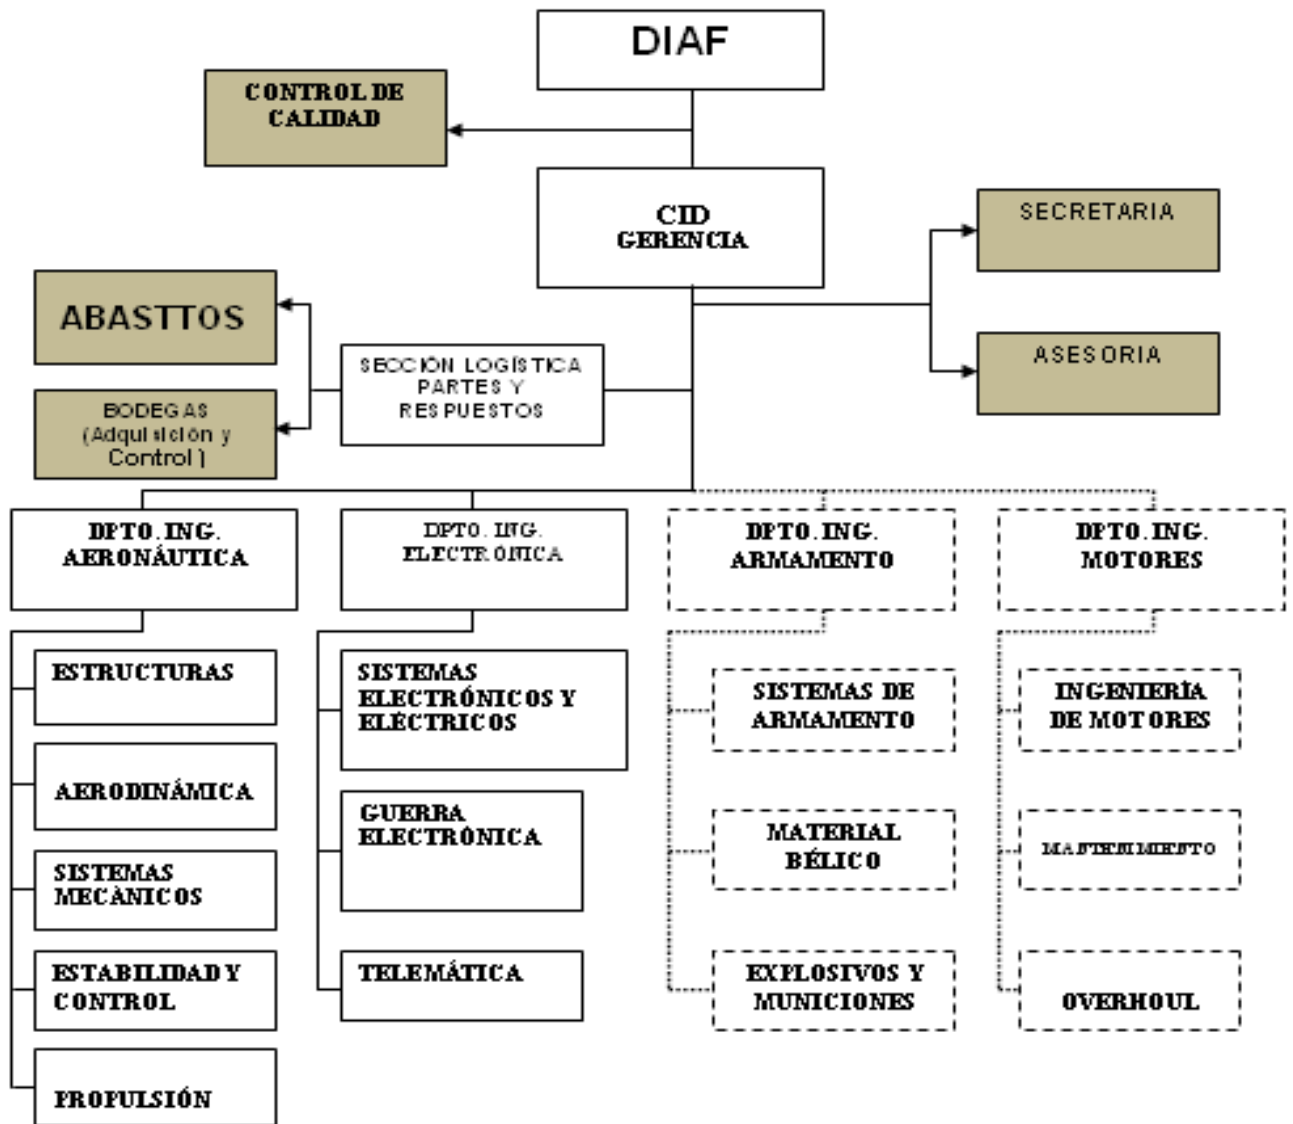 DIAF
CONTROL DE
CALIDAD
CID
GERENCIA
SECRETARIA
ABASTTOS
ASESORIA
SECCIÓN LOGÍSTICA
PARTES Y
RESPUESTOS
BODEGAS
(Adquisición y
Control)
DPTO. ING.
AERONÁUTICA
DPTO. ING.
ELECTRÓNICA
DPTO. ING.
ARMAMENTO
DPTO. ING.
MOTORES
ESTRUCTURAS
AERODINÁMICA
SISTEMAS
MECÀNICOS
ESTABILIDAD Y
CONTROL
PROPULSIÓN
SISTEMAS
ELECTRÓNICOS Y
ELÉCTRICOS
GUERRA
ELECTRÓNICA
TELEMÁTICA
SISTEMAS DE
ARMAMENTO
MATERIAL
BÉLICO
EXPLOSIVOS Y
MUNICIONES
INGENIERÍA
DE MOTORES
MANTENIMIENTO
OVERHOUL